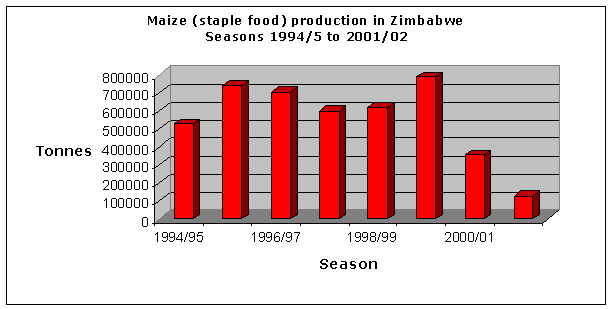 Maize (staple food) production in Zimbabwe
Seasons 1994/5 to 2001/02
800000
700000
600000
500000
400000
300000
200000
100000
0
Tonnes
1994/95 1996/97 1998/99 2000/01
Season